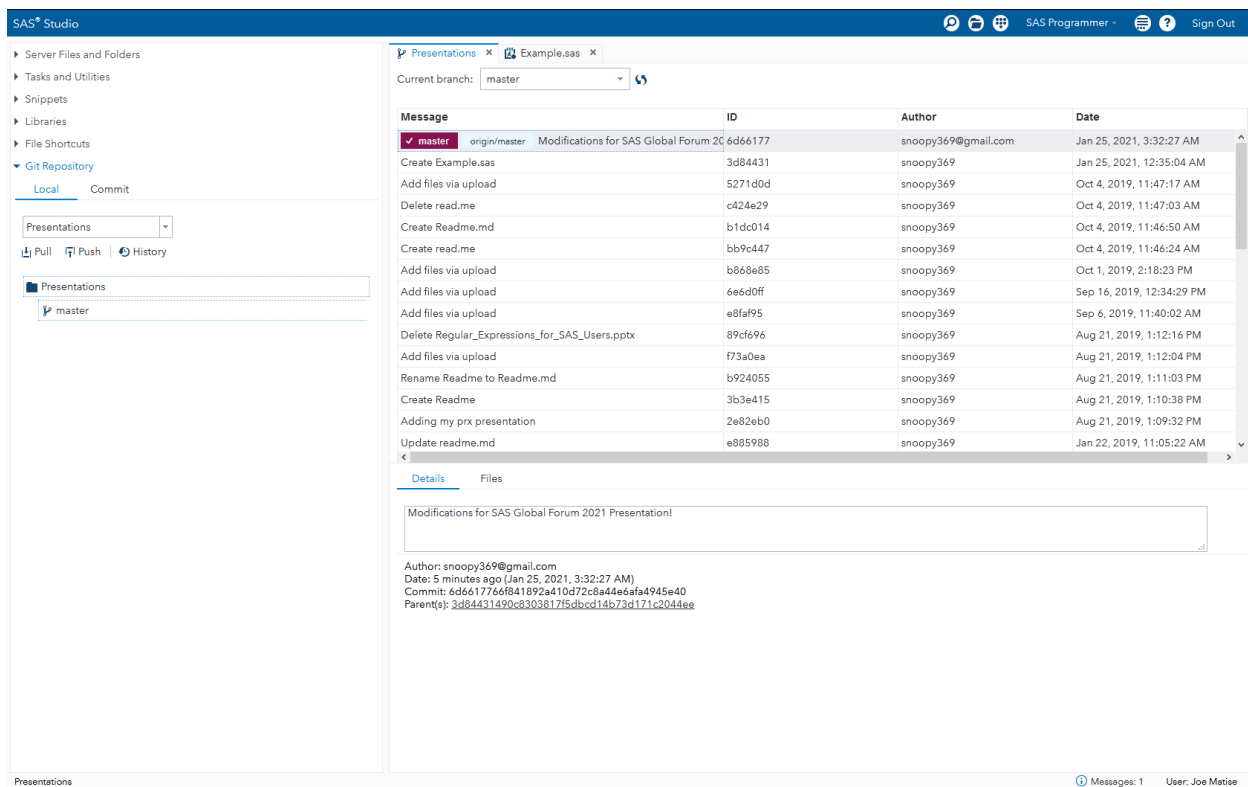 SAS® Studio
SAS Programmer
Sign Out
Server Files and Folders
Tasks and Utilities
Snippets
Libraries
File Shortcuts
Git Repository
Local Commit
Presentations
Pull Push History
Presentations
master
Presentations Example.sas
Current branch: master
Message ID Author Date
master origin/master Modifications for SAS Global Forum 20 6d66177 snoopy369@gmail.com Jan 25, 2021, 3:32:27 AM
Create Example.sas 3d84431 snoopy369 Jan 25, 2021, 12:35:04 AM
Add files via upload 5271d0d snoopy369 Oct 4, 2019, 11:47:17 AM
Delete read.me c424e29 snoopy369 Oct 4, 2019, 11:47:03 AM
Create Readme.md b1dc014 snoopy369 Oct 4, 2019, 11:46:50 AM
Create read.me bb9c447 snoopy369 Oct 4, 2019, 11:46:24 AM
Add files via upload b868e85 snoopy369 Oct 1, 2019, 2:18:23 PM
Add files via upload 6e6d0ff snoopy369 Sep 16, 2019, 12:34:29 PM
Add files via upload e8faf95 snoopy369 Sep 6, 2019, 11:40:02 AM
Delete Regular_Expressions_for_SAS_Users.pptx 89cf696 snoopy369 Aug 21, 2019, 1:12:16 PM
Add files via upload f73a0ea snoopy369 Aug 21, 2019, 1:12:04 PM
Rename Readme to Readme.md b924055 snoopy369 Aug 21, 2019, 1:11:03 PM
Create Readme 3b3e415 snoopy369 Aug 21, 2019, 1:10:38 PM
Adding my prx presentation 2e82eb0 snoopy369 Aug 21, 2019, 1:09:32 PM
Update readme.md e885988 snoopy369 Jan 22, 2019, 11:05:22 AM
Details Files
Modifications for SAS Global Forum 2021 Presentation!
Author: snoopy369@gmail.com
Date: 5 minutes ago (Jan 25, 2021, 3:32:27 AM)
Commit: 6d6617766f841892a410d72c8a44e6afa4945e40
Parent(s): 3d84431490c8303817f5dbcd14b73d171c2044ee
Presentations
Messages: 1 User: Joe Matise